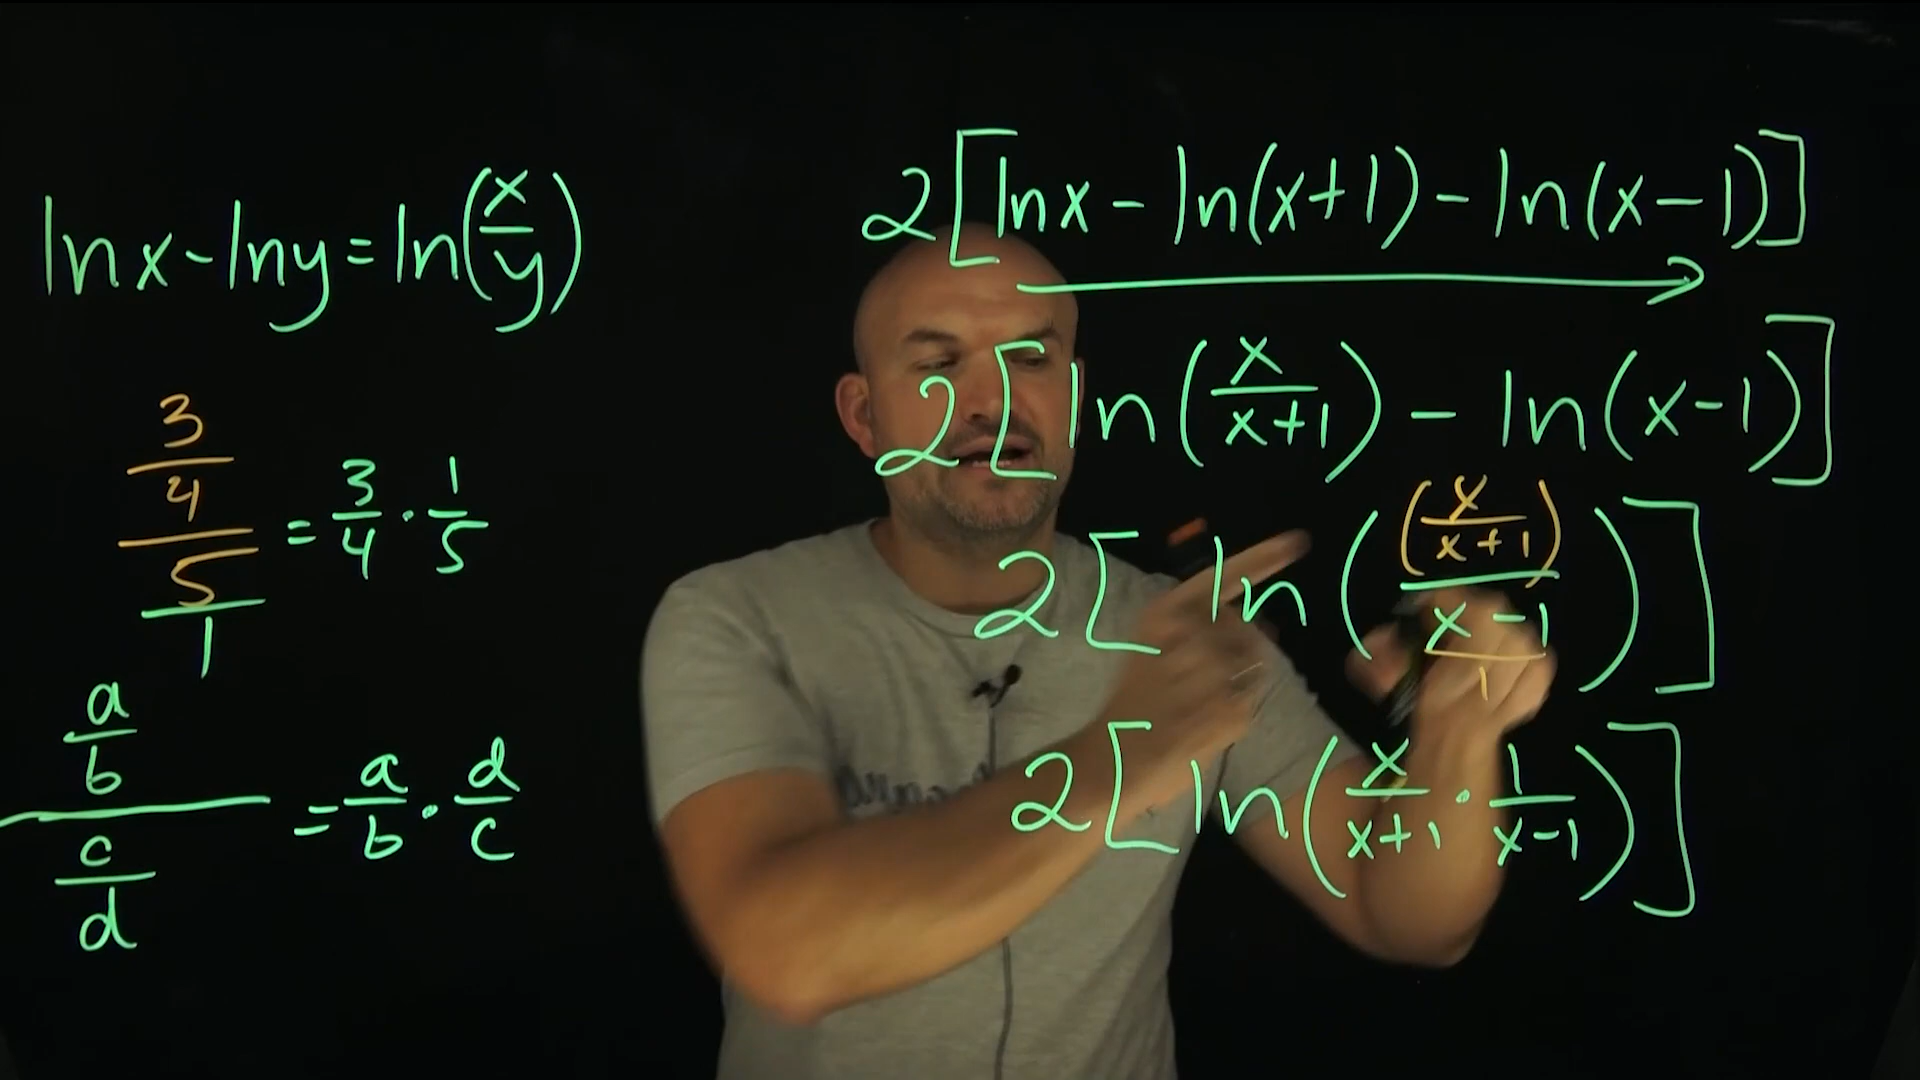 ln x - ln y = ln(x/y)
(3/4)/(5/1) = 3/4 · 1/5
(a/b)/(c/d) = a/b · d/c
2[ln x - ln(x+1) - ln(x-1)]
2[ln(x/(x+1)) - ln(x-1)]
2[ln((x/(x+1))/((x-1)/1))]
2[ln(x/(x+1) · 1/(x-1))]